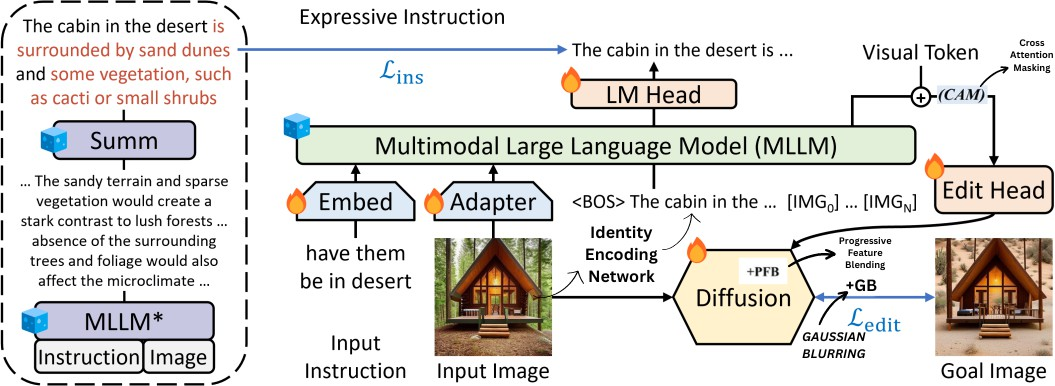 The cabin in the desert is
surrounded by sand dunes
and some vegetation, such
as cacti or small shrubs
Summ
... The sandy terrain and sparse
vegetation would create a
stark contrast to lush forests ...
absence of the surrounding
trees and foliage would also
affect the microclimate ...
MLLM*
Instruction
Image
Expressive Instruction
ℒins
The cabin in the desert is ...
LM Head
Visual Token
Cross
Attention
Masking
+
(CAM)
Multimodal Large Language Model (MLLM)
Embed
Adapter
<BOS> The cabin in the ... [IMG0] ... [IMGN]
Edit Head
have them
be in desert
Identity
Encoding
Network
+PFB
Diffusion
Progressive
Feature
Blending
+GB
ℒedit
GAUSSIAN
BLURRING
Input
Instruction
Input Image
Goal Image